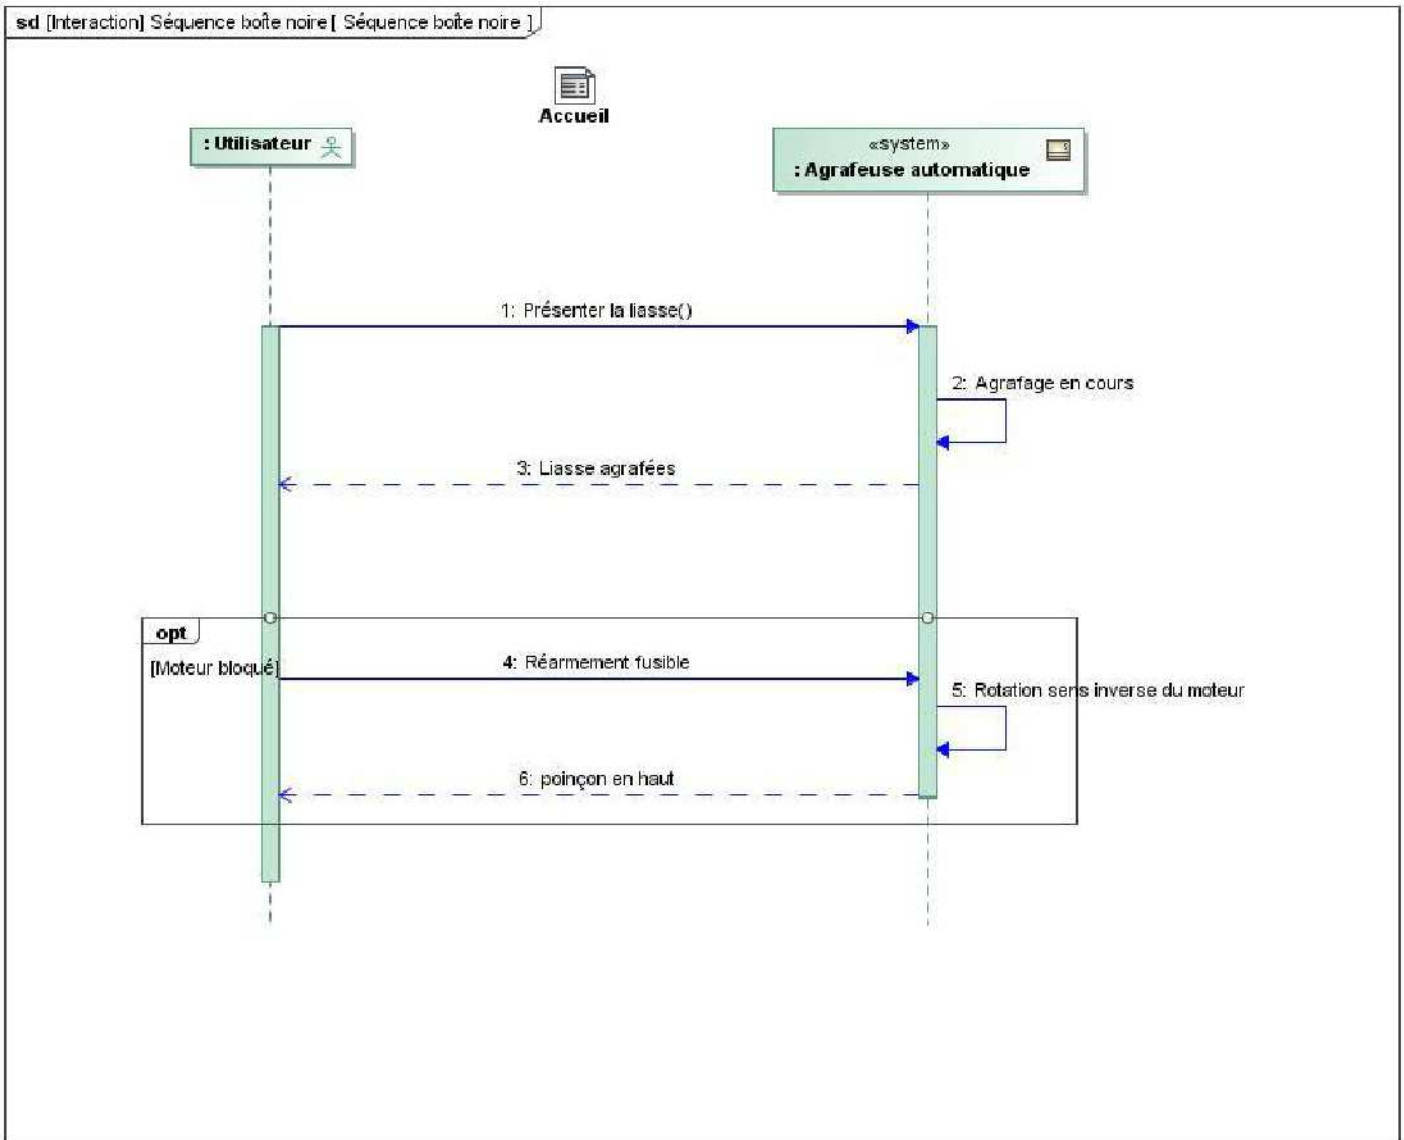 sd [Interaction] Séquence boîte noire [ Séquence boîte noire ]
Accueil
: Utilisateur
«system»
: Agrafeuse automatique
1: Présenter la liasse()
2: Agrafage en cours
3: Liasse agrafées
opt
[Moteur bloqué]
4: Réarmement fusible
5: Rotation sens inverse du moteur
6: poinçon en haut